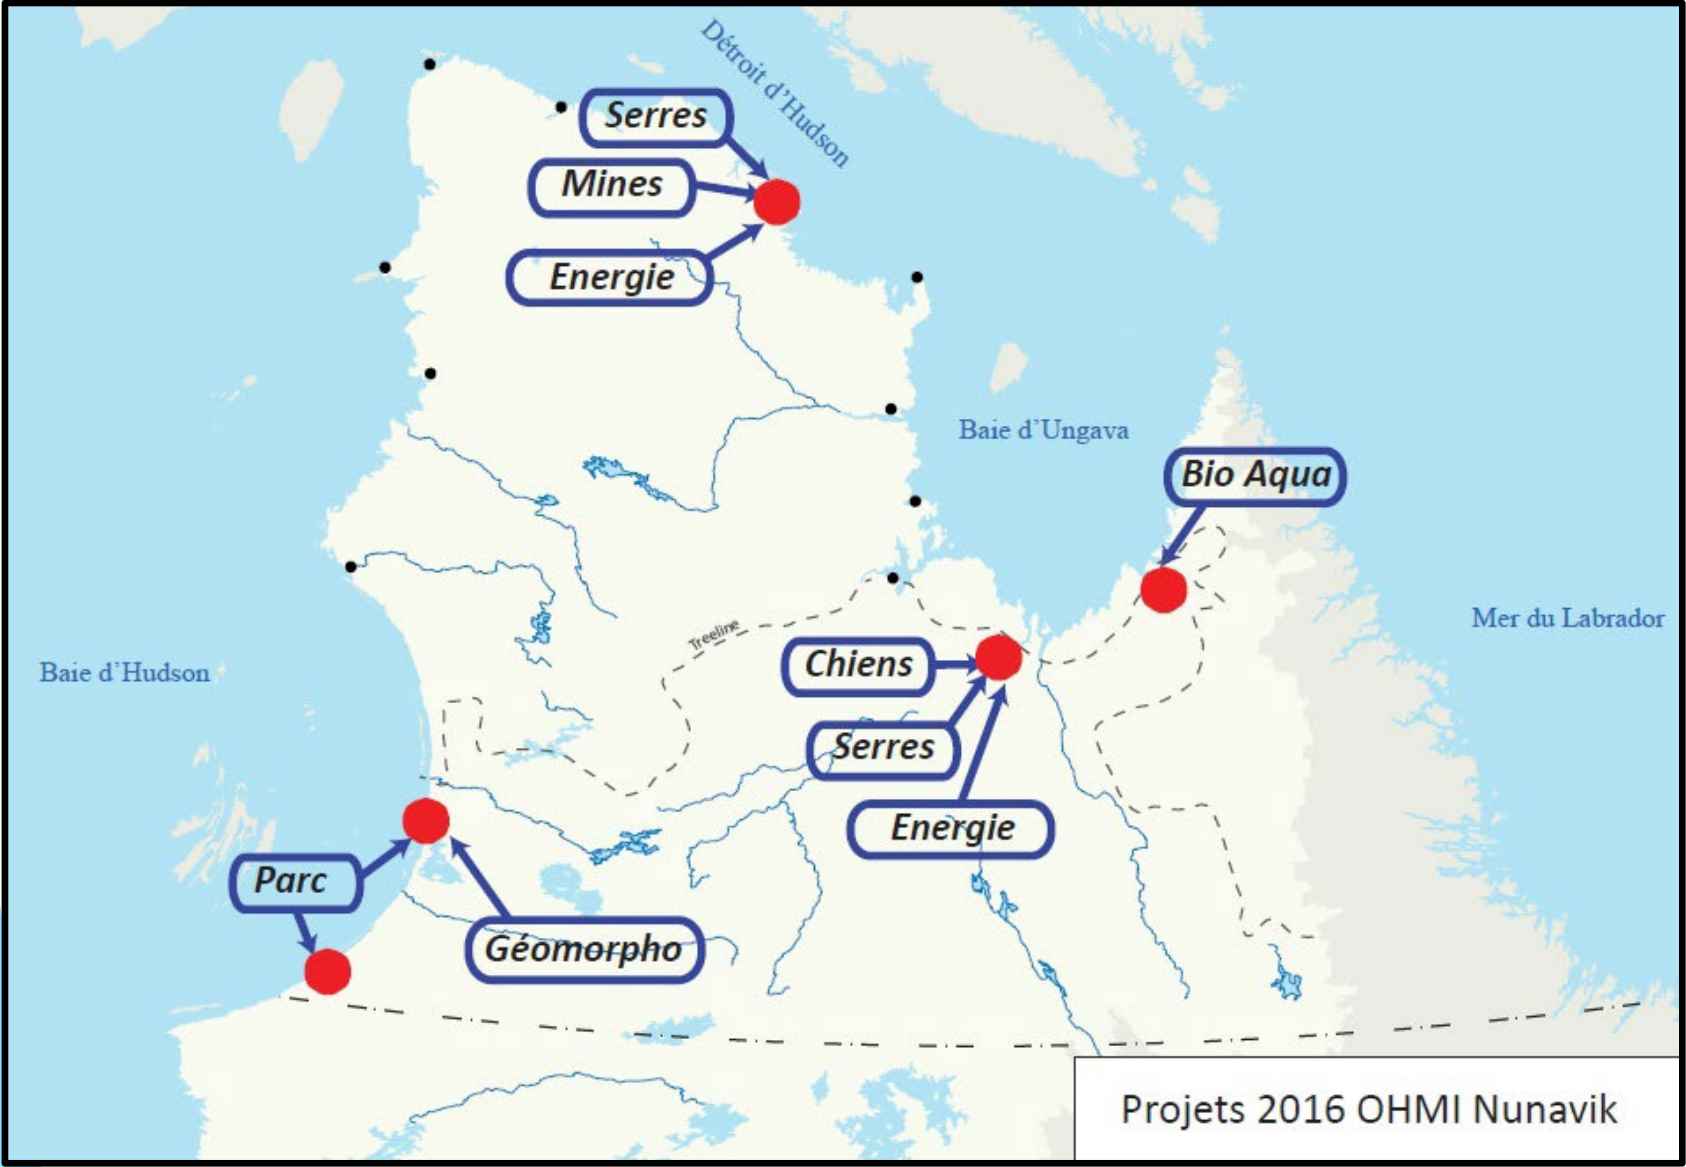 Détroit d'Hudson
Serres
Mines
Energie
Baie d'Ungava
Bio Aqua
Mer du Labrador
Treeline
Chiens
Baie d'Hudson
Serres
Energie
Parc
Géomorpho
Projets 2016 OHMI Nunavik